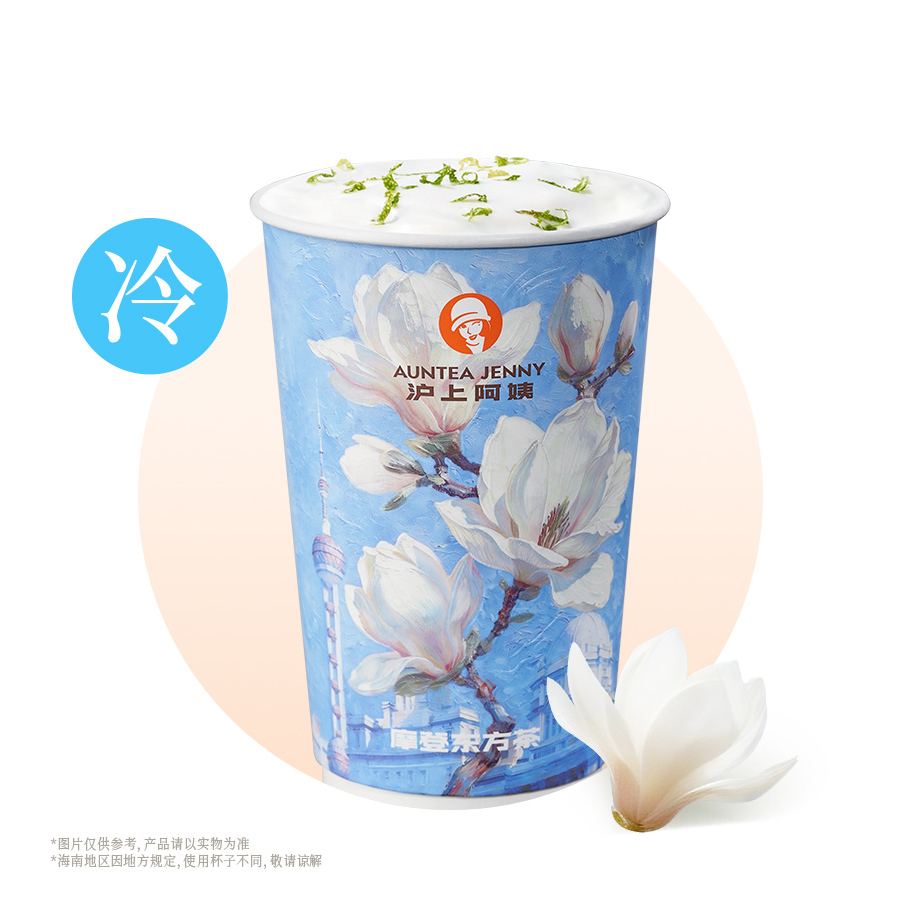 冷
AUNTEA JENNY
沪上阿姨
摩登东方茶
*图片仅供参考, 产品请以实物为准
*海南地区因地方规定, 使用杯子不同, 敬请谅解